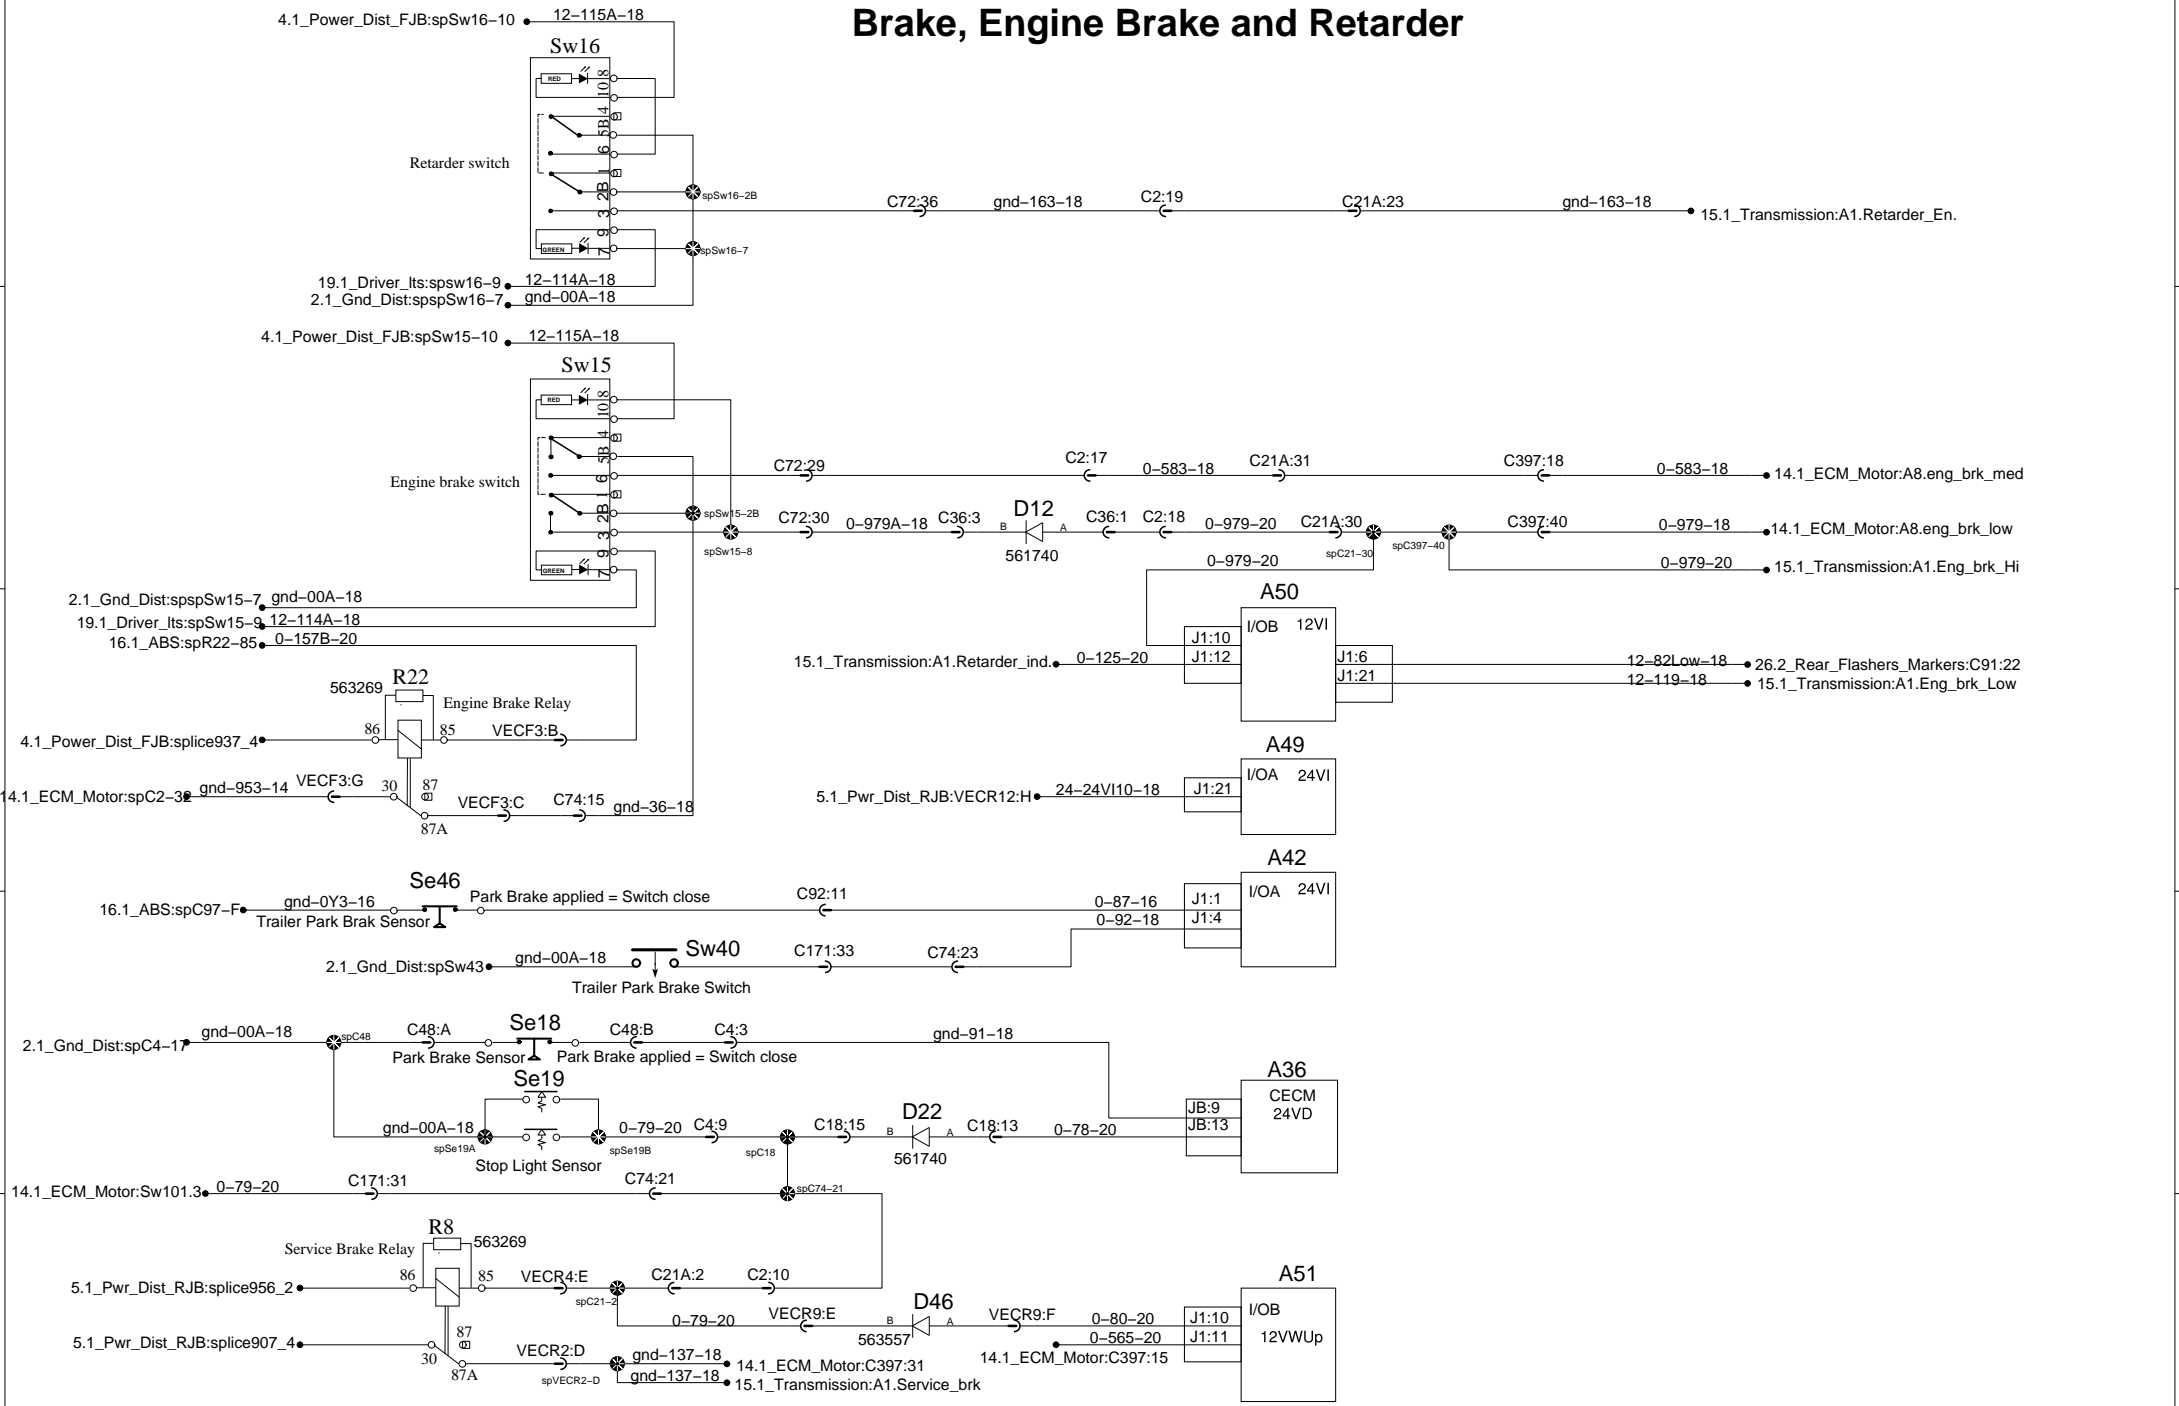 Brake, Engine Brake and Retarder
4.1_Power_Dist_FJB:spSw16-10 12-115A-18
Sw16
RED 8
10
4
5B
6
Retarder switch
1
2B spSw16-2B
3 C72:36 gnd-163-18 C2:19 C21A:23 gnd-163-18 15.1_Transmission:A1.Retarder_En.
9
GREEN 7 spSw16-7
19.1_Driver_lts:spsw16-9 12-114A-18
2.1_Gnd_Dist:spspSw16-7 gnd-00A-18
4.1_Power_Dist_FJB:spSw15-10 12-115A-18
Sw15
RED 8
10
4
5B
Engine brake switch 6 C72:29 C2:17 0-583-18 C21A:31 C397:18 0-583-18 14.1_ECM_Motor:A8.eng_brk_med
1
2B spSw15-2B
3 spSw15-8 C72:30 0-979A-18 C36:3 B D12 A 561740 C36:1 C2:18 0-979-20 C21A:30 spC21-30 spC397-40 C397:40 0-979-18 14.1_ECM_Motor:A8.eng_brk_low
9
GREEN 7 0-979-20 0-979-20 15.1_Transmission:A1.Eng_brk_Hi
2.1_Gnd_Dist:spspSw15-7 gnd-00A-18
19.1_Driver_lts:spSw15-9 12-114A-18
16.1_ABS:spR22-85 0-157B-20
A50
I/OB 12VI
J1:10
15.1_Transmission:A1.Retarder_ind. 0-125-20 J1:12
J1:6 12-82Low-18 26.2_Rear_Flashers_Markers:C91:22
J1:21 12-119-18 15.1_Transmission:A1.Eng_brk_Low
R22
563269
Engine Brake Relay
4.1_Power_Dist_FJB:splice937_4 86 85 VECF3:B
14.1_ECM_Motor:spC2-32 gnd-953-14 VECF3:G 30 87
87A VECF3:C C74:15 gnd-36-18
A49
I/OA 24VI
5.1_Pwr_Dist_RJB:VECR12:H 24-24VI10-18 J1:21
A42
I/OA 24VI
Se46
16.1_ABS:spC97-F gnd-0Y3-16 Park Brake applied = Switch close C92:11 0-87-16 J1:1
Trailer Park Brak Sensor 0-92-18 J1:4
2.1_Gnd_Dist:spSw43 gnd-00A-18 Sw40 C171:33 C74:23
Trailer Park Brake Switch
2.1_Gnd_Dist:spC4-17 gnd-00A-18 spC48 C48:A Se18 C48:B C4:3 gnd-91-18
Park Brake Sensor Park Brake applied = Switch close
A36
CECM
24VD
JB:9
JB:13
Se19
gnd-00A-18 spSe19A spSe19B 0-79-20 C4:9 spC18 C18:15 B D22 A 561740 C18:13 0-78-20
Stop Light Sensor
14.1_ECM_Motor:Sw101.3 0-79-20 C171:31 C74:21 spC74-21
R8
Service Brake Relay 563269
5.1_Pwr_Dist_RJB:splice956_2 86 85 VECR4:E spC21-2 C21A:2 C2:10
A51
I/OB
12VWUp
0-79-20 VECR9:E B D46 A 563557 VECR9:F 0-80-20 J1:10
0-565-20 J1:11
14.1_ECM_Motor:C397:15
5.1_Pwr_Dist_RJB:splice907_4 30 87
87A VECR2:D spVECR2-D gnd-137-18 14.1_ECM_Motor:C397:31
gnd-137-18 15.1_Transmission:A1.Service_brk